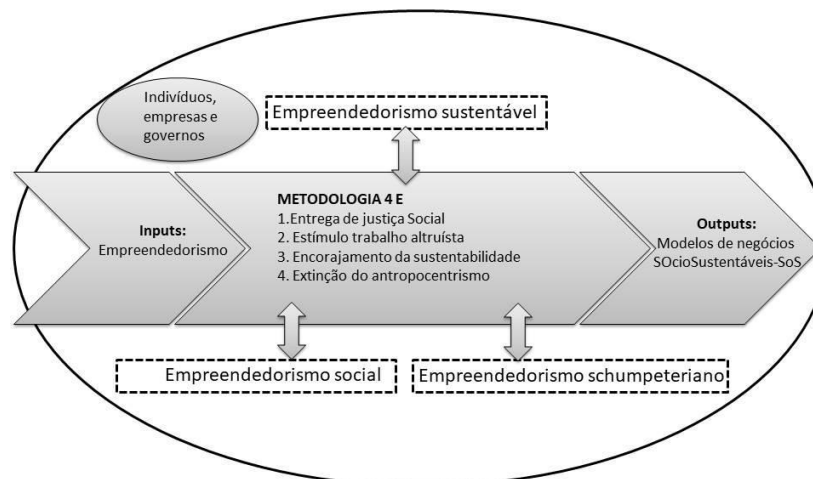 Indivíduos,
empresas e
governos
Empreendedorismo sustentável
Inputs:
Empreendedorismo
METODOLOGIA 4 E
1.Entrega de justiça Social
2. Estímulo trabalho altruísta
3. Encorajamento da sustentabilidade
4. Extinção do antropocentrismo
Outputs:
Modelos de negócios
SOcioSustentáveis-SoS
Empreendedorismo social
Empreendedorismo schumpeteriano